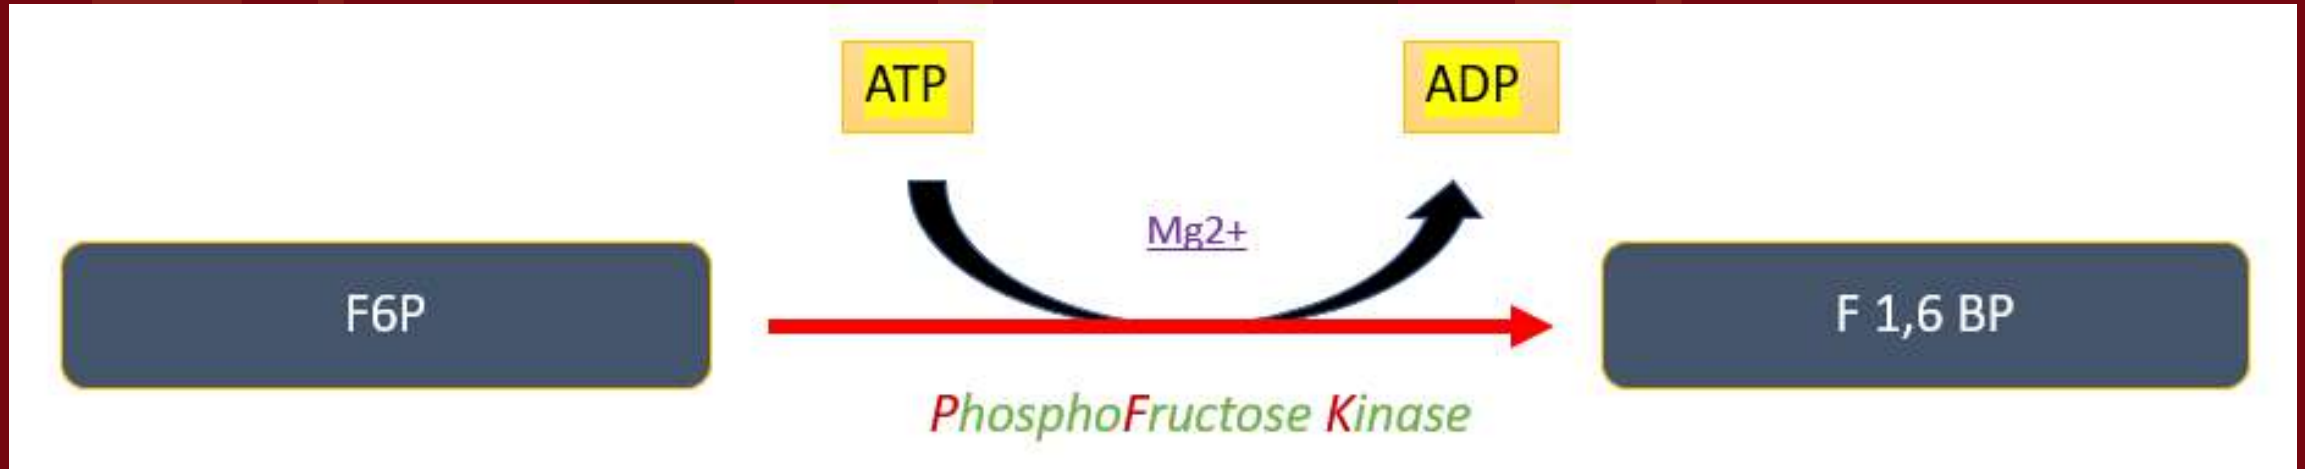 ATP
ADP
Mg2+
F6P
F 1,6 BP
PhosphoFructose Kinase